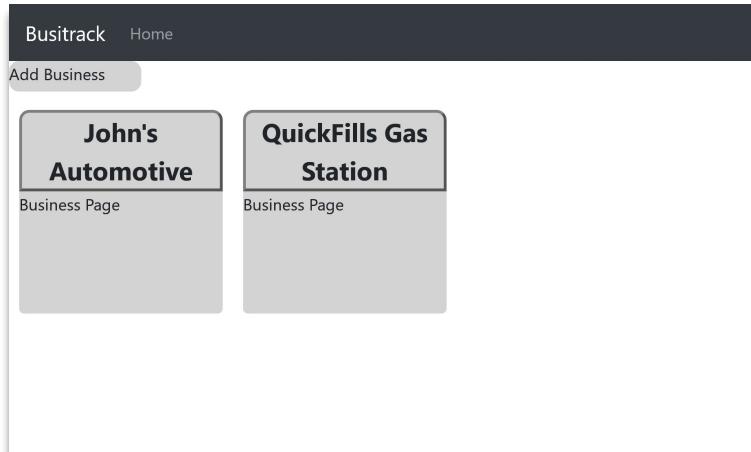 Busitrack Home
Add Business
John's
Automotive
Business Page
QuickFills Gas
Station
Business Page